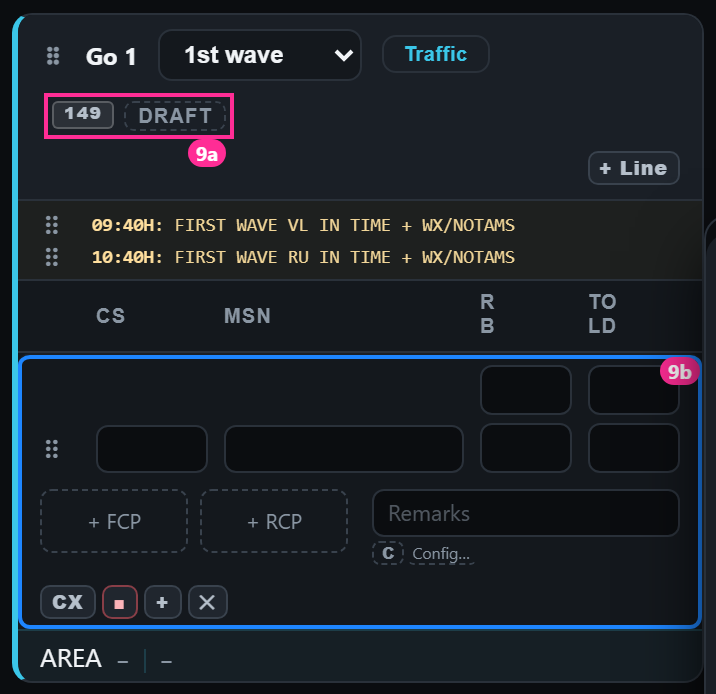 Go 1 1st wave Traffic
149 DRAFT
9a
+ Line
09:40H: FIRST WAVE VL IN TIME + WX/NOTAMS
10:40H: FIRST WAVE RU IN TIME + WX/NOTAMS
CS MSN R TO
B LD
9b
+ FCP + RCP Remarks
C Config...
CX + ✕
AREA – –